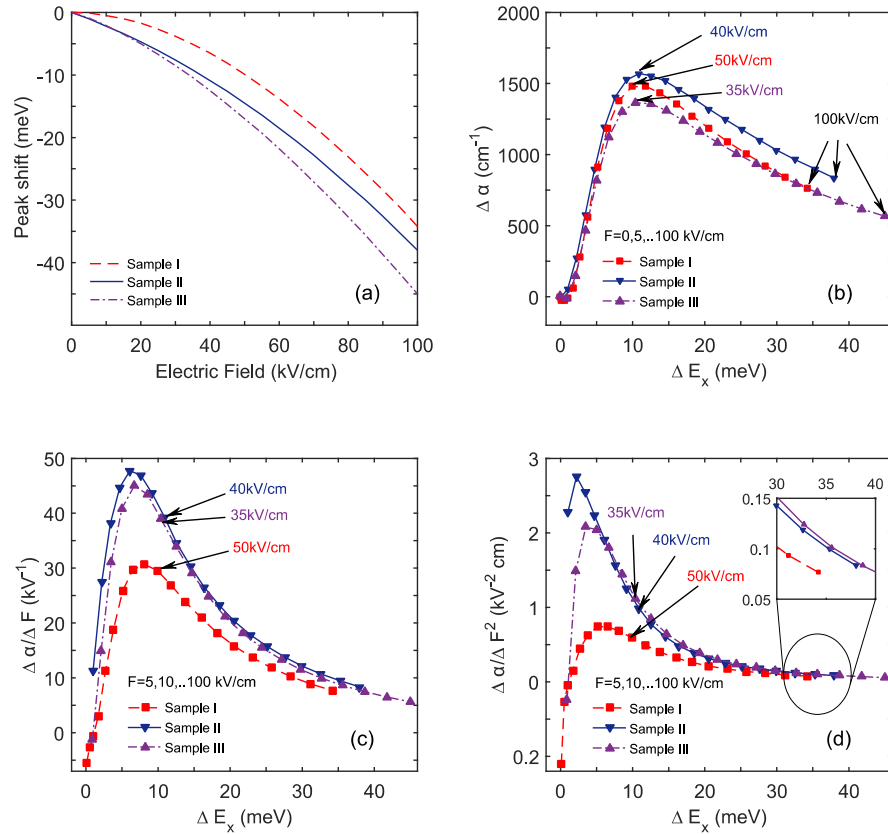 0
-10
-20
-30
-40
Peak shift (meV)
Sample I
Sample II
Sample III
(a)
0 20 40 60 80 100
Electric Field (kV/cm)
2000
1500
1000
750
250
0
Δ α (cm⁻¹)
40kV/cm
50kV/cm
35kV/cm
100kV/cm
F=0,5,..100 kV/cm
Sample I
Sample II
Sample III
(b)
0 10 20 30 40
Δ Eₓ (meV)
50
40
30
20
10
0
Δ α/Δ F (kV⁻¹)
40kV/cm
35kV/cm
50kV/cm
F=5,10,..100 kV/cm
Sample I
Sample II
Sample III
(c)
0 10 20 30 40
Δ Eₓ (meV)
3
2
1
0
0.2
Δ α/Δ F² (kV⁻² cm)
35kV/cm
40kV/cm
50kV/cm
30 34 40
0.15
0.1
0.05
F=5,10,..100 kV/cm
Sample I
Sample II
Sample III
(d)
0 10 20 30 40
Δ Eₓ (meV)